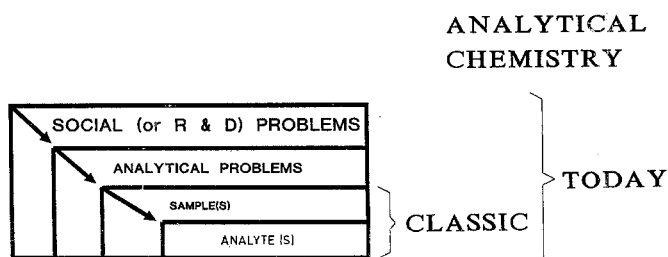 ANALYTICAL
CHEMISTRY
SOCIAL (or R & D) PROBLEMS
ANALYTICAL PROBLEMS
SAMPLE(S)
ANALYTE (S)
CLASSIC
TODAY